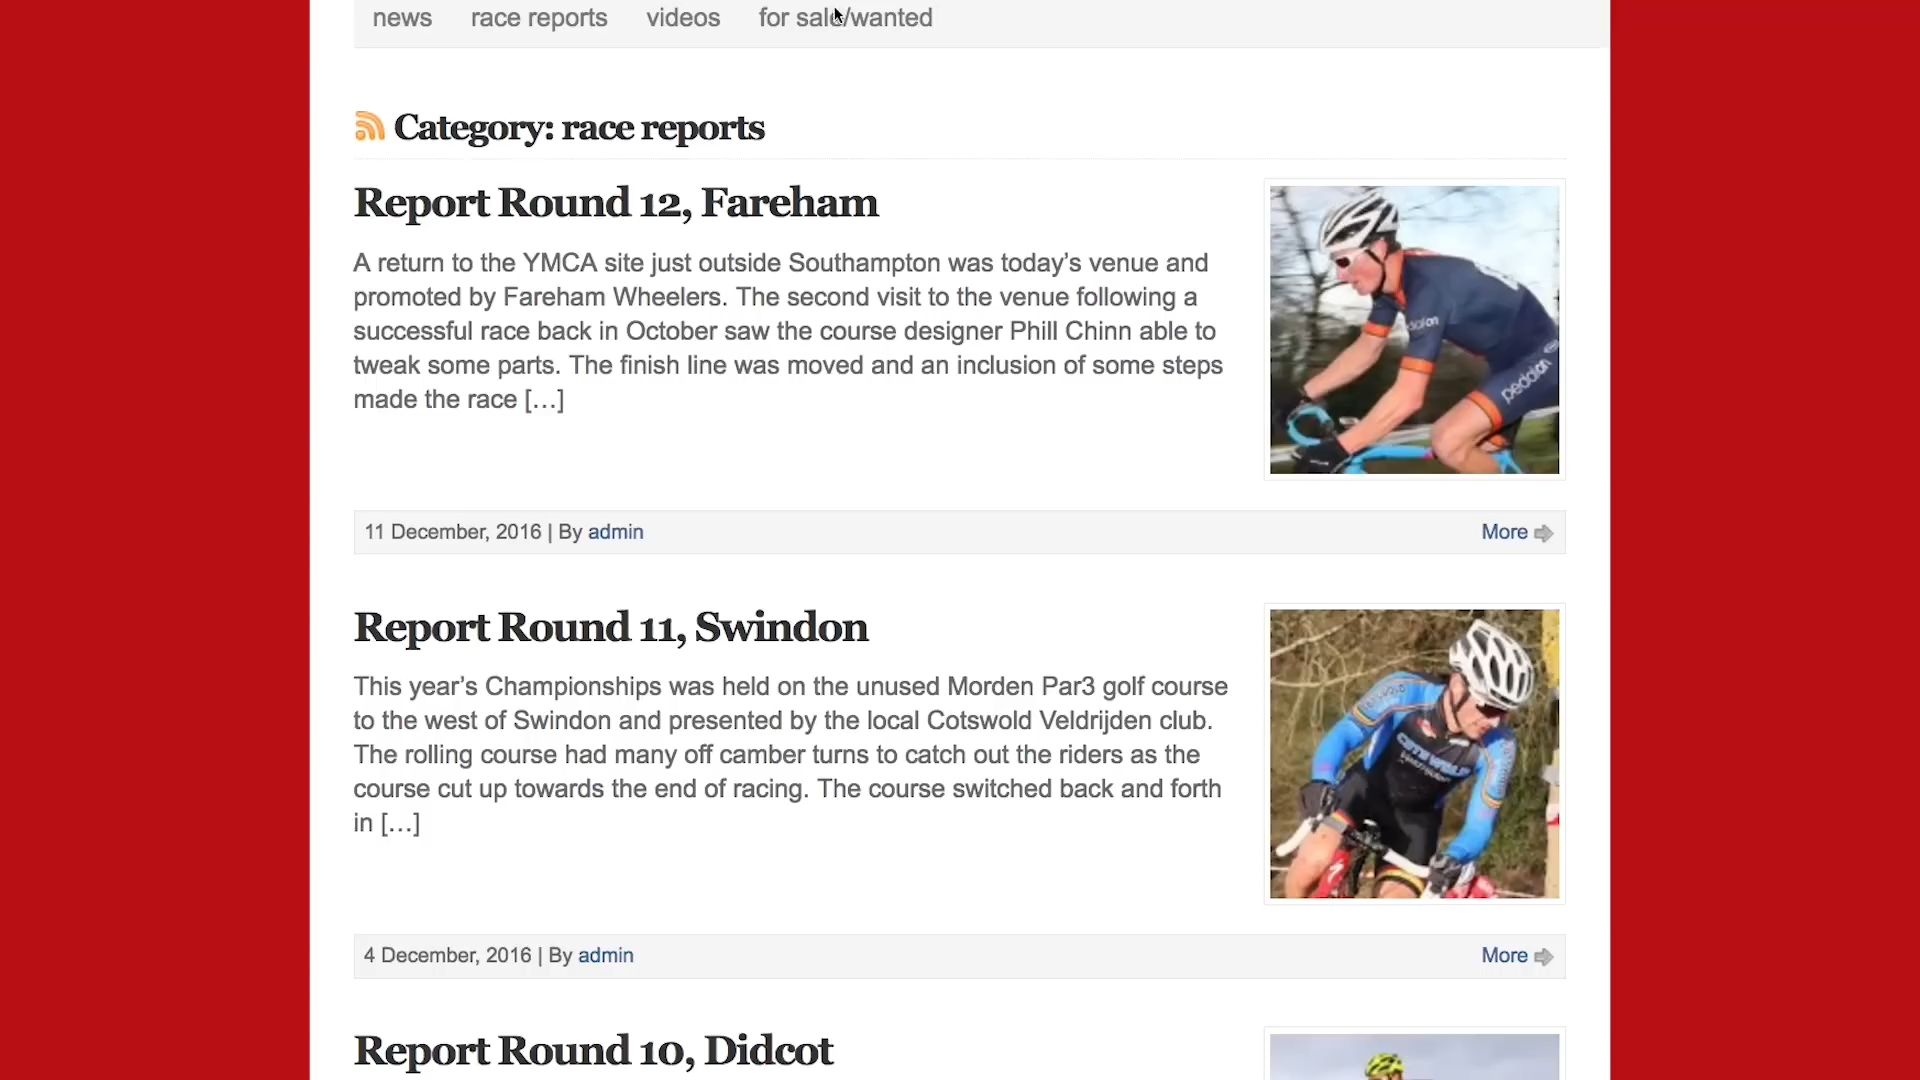 news race reports videos for sale/wanted
Category: race reports
Report Round 12, Fareham
A return to the YMCA site just outside Southampton was today’s venue and
promoted by Fareham Wheelers. The second visit to the venue following a
successful race back in October saw the course designer Phill Chinn able to
tweak some parts. The finish line was moved and an inclusion of some steps
made the race […]
pedalon
11 December, 2016 | By admin
More
Report Round 11, Swindon
This year’s Championships was held on the unused Morden Par3 golf course
to the west of Swindon and presented by the local Cotswold Veldrijden club.
The rolling course had many off camber turns to catch out the riders as the
course cut up towards the end of racing. The course switched back and forth
in […]
4 December, 2016 | By admin
More
Report Round 10, Didcot